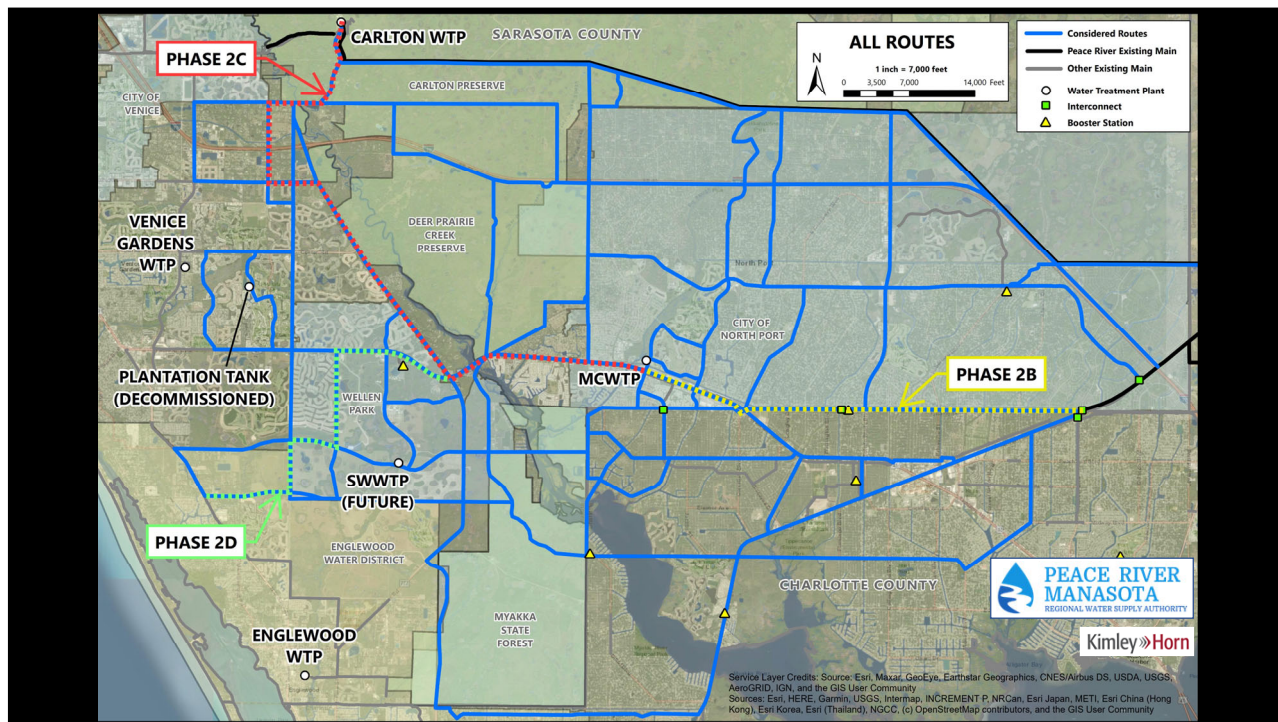 CARLTON WTP
SARASOTA COUNTY
PHASE 2C
CARLTON PRESERVE
CITY OF
VENICE
ALL ROUTES
N
1 inch = 7,000 feet
0 3,500 7,000 14,000 Feet
Considered Routes
Peace River Existing Main
Other Existing Main
Water Treatment Plant
Interconnect
Booster Station
VENICE
GARDENS
WTP
DEER PRAIRIE
CREEK
PRESERVE
North Port
CITY OF
NORTH PORT
PLANTATION TANK
(DECOMMISSIONED)
MCWTP
PHASE 2B
WELLEN
PARK
SWWTP
(FUTURE)
PHASE 2D
ENGLEWOOD
WATER DISTRICT
CHARLOTTE COUNTY
PEACE RIVER
MANASOTA
REGIONAL WATER SUPPLY AUTHORITY
MYAKKA
STATE
FOREST
ENGLEWOOD
WTP
Englewood
Kimley»Horn
Service Layer Credits: Source: Esri, Maxar, GeoEye, Earthstar Geographics, CNES/Airbus DS, USDA, USGS,
AeroGRID, IGN, and the GIS User Community
Sources: Esri, HERE, Garmin, USGS, Intermap, INCREMENT P, NRCan, Esri Japan, METI, Esri China (Hong
Kong), Esri Korea, Esri (Thailand), NGCC, (c) OpenStreetMap contributors, and the GIS User Community